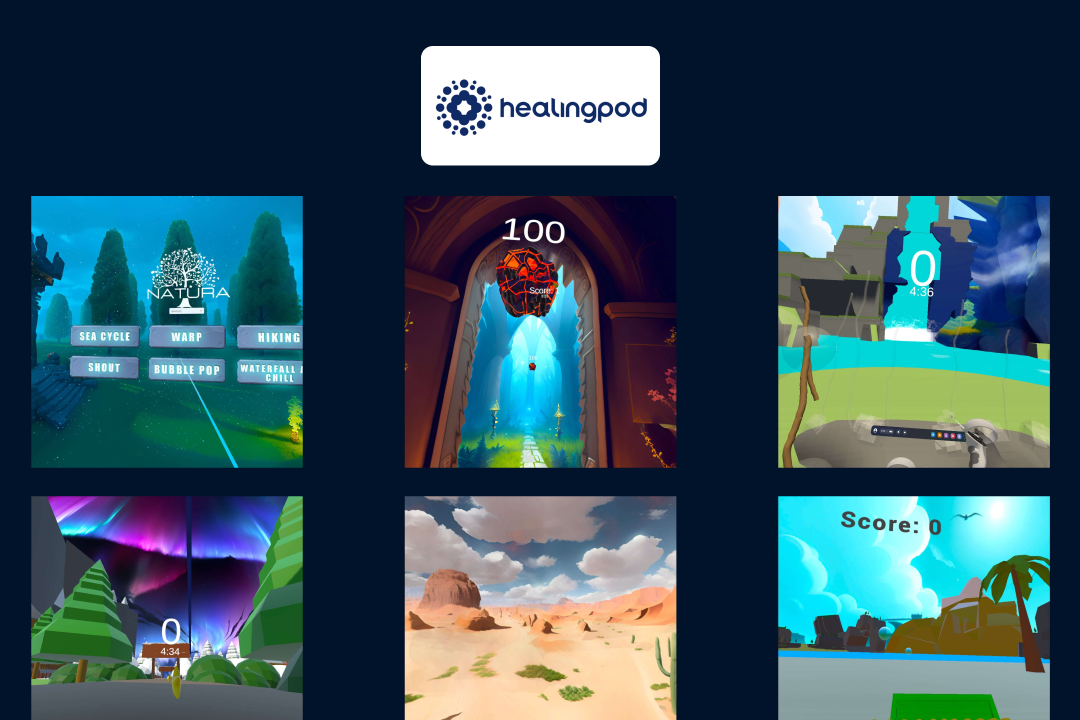 healingpod
NATURA
SEA CYCLE
WARP
HIKING
SHOUT
BUBBLE POP
WATERFALL
CHILL
100
Score:
0
4:36
0
4:34
Score: 0